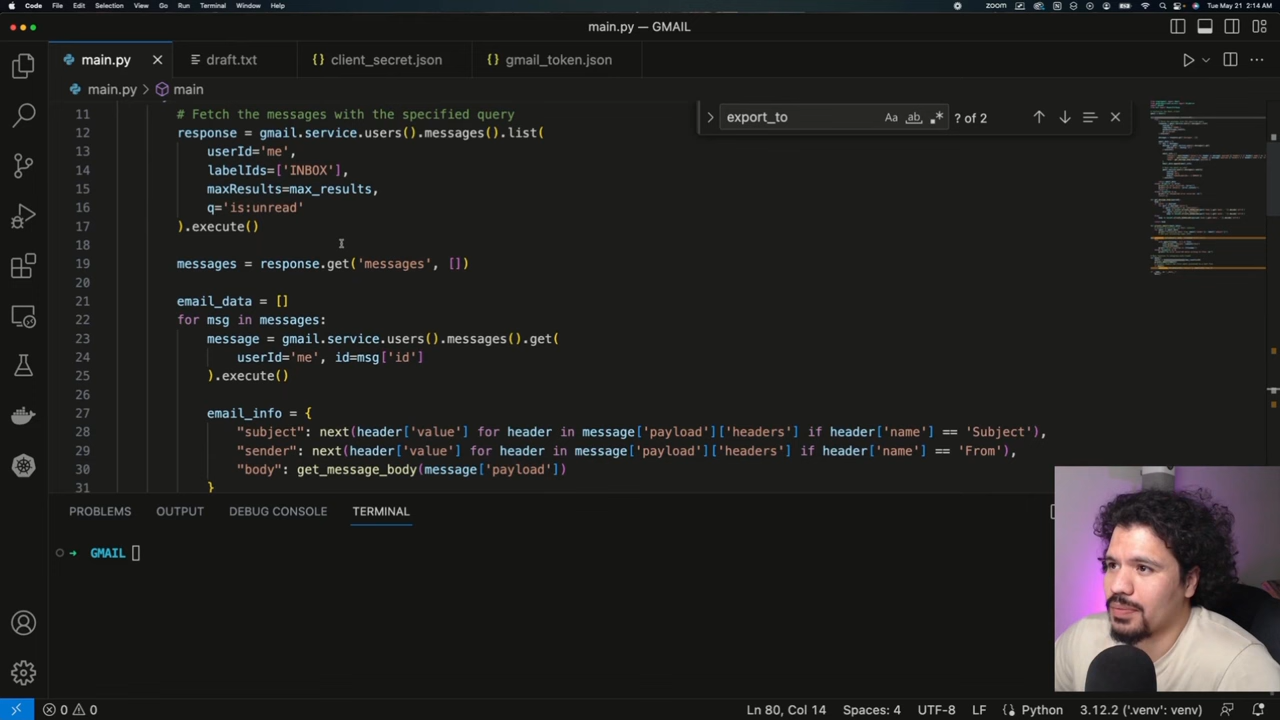 Code File Edit Selection View Go Run Terminal Window Help zoom Tue May 21 2:14 AM
main.py — GMAIL
main.py draft.txt {} client_secret.json {} gmail_token.json
main.py > main
export_to Aa ab .* ? of 2
11 # Fetch the messages with the specified query
12 response = gmail.service.users().messages().list(
13 userId='me',
14 labelIds=['INBOX'],
15 maxResults=max_results,
16 q='is:unread'
17 ).execute()
18
19 messages = response.get('messages', [])
20
21 email_data = []
22 for msg in messages:
23 message = gmail.service.users().messages().get(
24 userId='me', id=msg['id']
25 ).execute()
26
27 email_info = {
28 "subject": next(header['value'] for header in message['payload']['headers'] if header['name'] == 'Subject'),
29 "sender": next(header['value'] for header in message['payload']['headers'] if header['name'] == 'From'),
30 "body": get_message_body(message['payload'])
31 }
PROBLEMS OUTPUT DEBUG CONSOLE TERMINAL
GMAIL
0 0 Ln 80, Col 14 Spaces: 4 UTF-8 LF {} Python 3.12.2 ('.venv': venv)